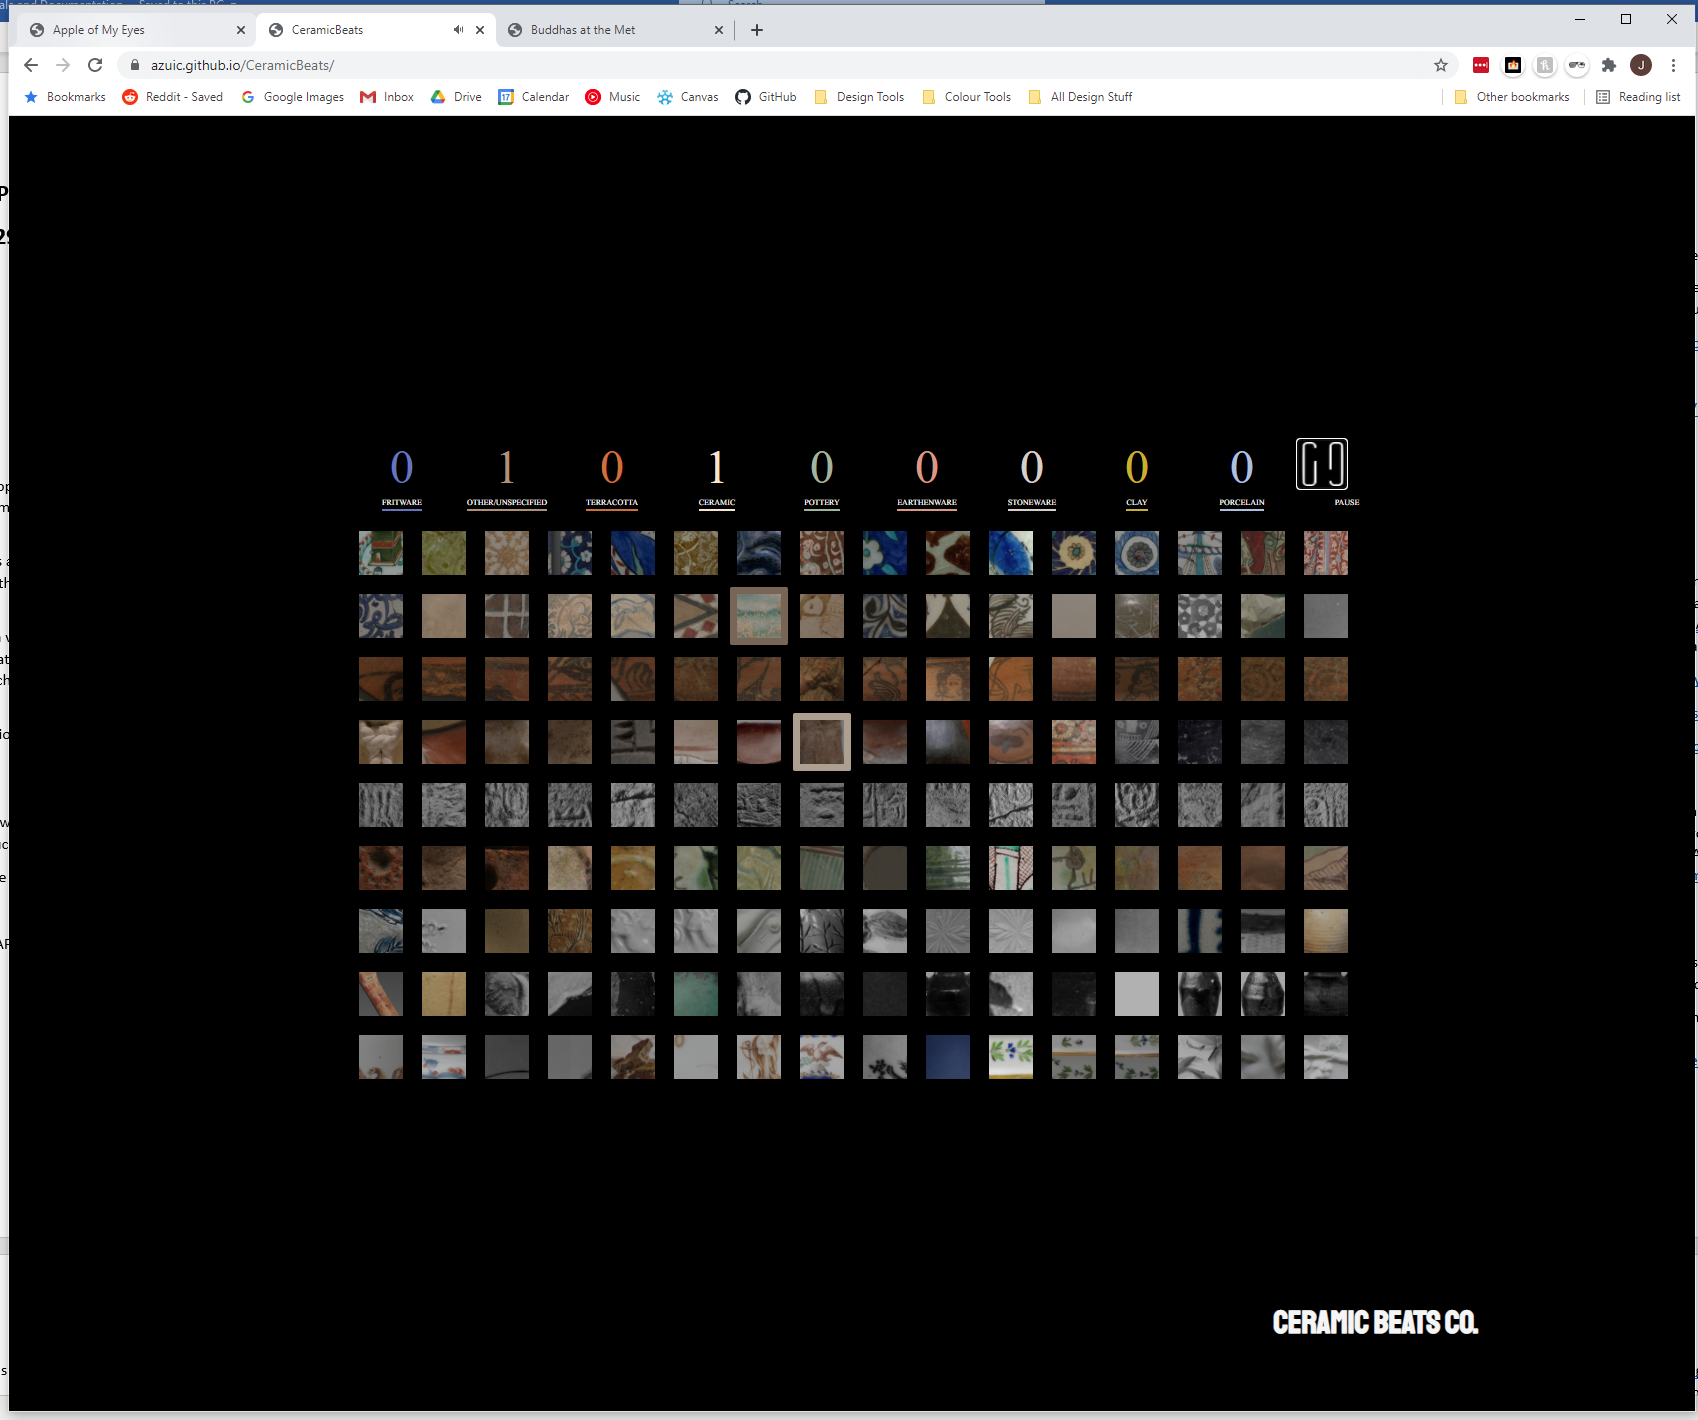 Apple of My Eyes
CeramicBeats
Buddhas at the Met
azuic.github.io/CeramicBeats/
J
Bookmarks
Reddit - Saved
Google Images
Inbox
Drive
Calendar
Music
Canvas
GitHub
Design Tools
Colour Tools
All Design Stuff
Other bookmarks
Reading list
0 1 0 1 0 0 0 0 0
FRITWARE OTHER/UNSPECIFIED TERRACOTTA CERAMIC POTTERY EARTHENWARE STONEWARE CLAY PORCELAIN PAUSE
CERAMIC BEATS CO.